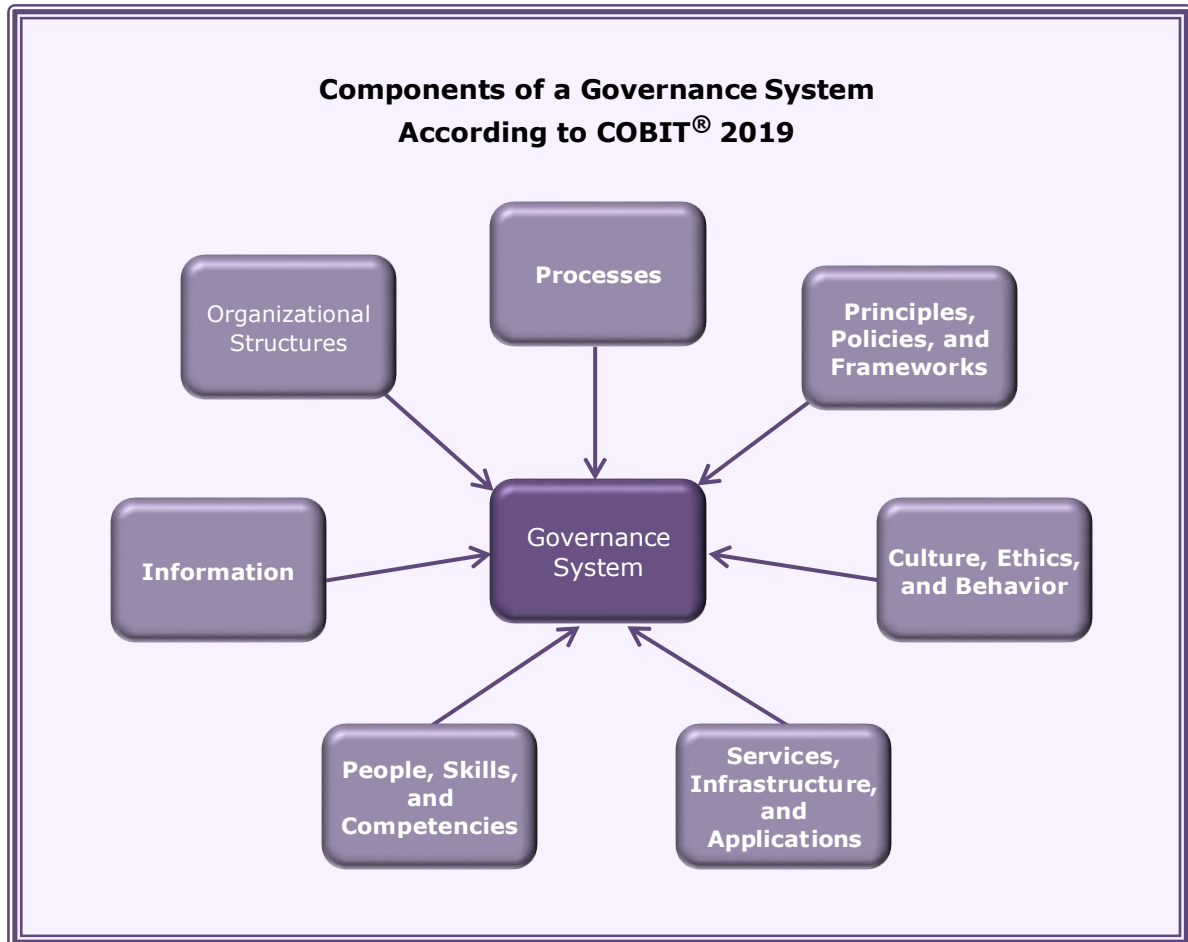 Components of a Governance System
According to COBIT® 2019
Processes
Organizational
Structures
Principles,
Policies, and
Frameworks
Information
Governance
System
Culture, Ethics,
and Behavior
People, Skills,
and
Competencies
Services,
Infrastructure,
and
Applications